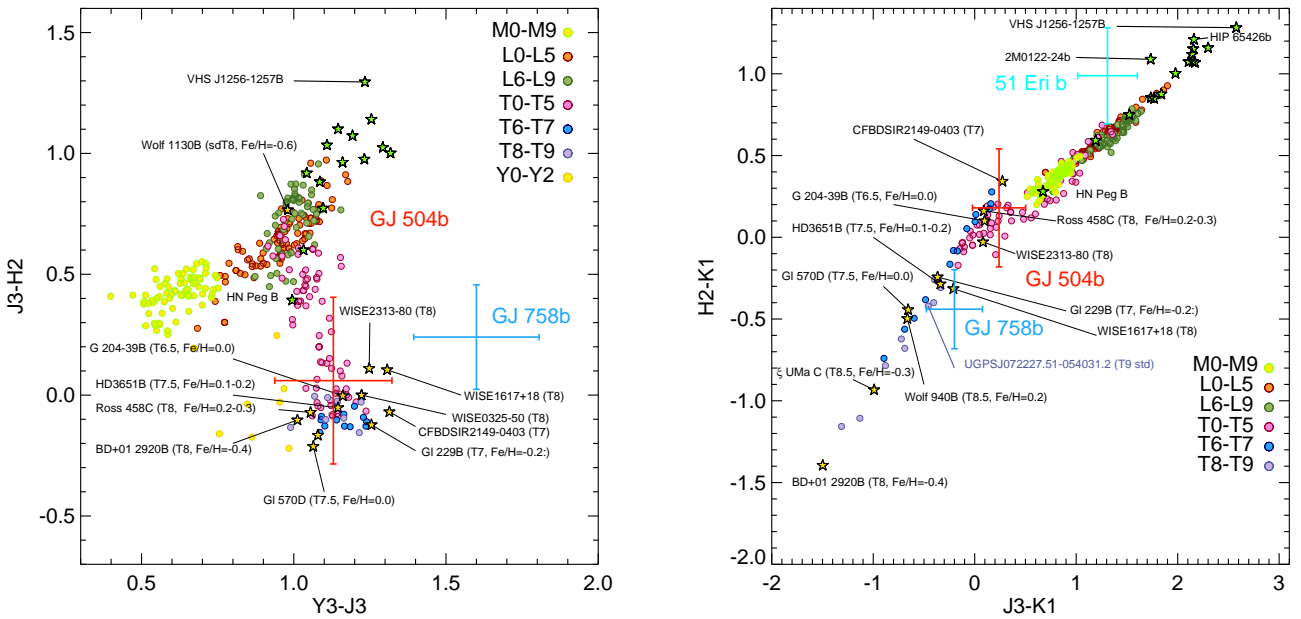 1.5
1.0
0.5
0.0
-0.5
J3-H2
0.5
1.0
1.5
2.0
Y3-J3
M0-M9
L0-L5
L6-L9
T0-T5
T6-T7
T8-T9
Y0-Y2
VHS J1256-1257B
Wolf 1130B (sdT8, Fe/H=-0.6)
GJ 504b
HN Peg B
GJ 758b
WISE2313-80 (T8)
G 204-39B (T6.5, Fe/H=0.0)
HD3651B (T7.5, Fe/H=0.1-0.2)
WISE1617+18 (T8)
Ross 458C (T8, Fe/H=0.2-0.3)
WISE0325-50 (T8)
CFBDSIR2149-0403 (T7)
BD+01 2920B (T8, Fe/H=-0.4)
Gl 229B (T7, Fe/H=-0.2:)
Gl 570D (T7.5, Fe/H=0.0)
1.0
0.5
0.0
-0.5
-1.0
-1.5
-2.0
H2-K1
-2
-1
0
1
2
3
J3-K1
VHS J1256-1257B
HIP 65426b
2M0122-24b
51 Eri b
CFBDSIR2149-0403 (T7)
HN Peg B
G 204-39B (T6.5, Fe/H=0.0)
Ross 458C (T8, Fe/H=0.2-0.3)
HD3651B (T7.5, Fe/H=0.1-0.2)
WISE2313-80 (T8)
GJ 504b
Gl 570D (T7.5, Fe/H=0.0)
Gl 229B (T7, Fe/H=-0.2:)
GJ 758b
WISE1617+18 (T8)
UGPSJ072227.51-054031.2 (T9 std)
ζ UMa C (T8.5, Fe/H=-0.3)
Wolf 940B (T8.5, Fe/H=0.2)
BD+01 2920B (T8, Fe/H=-0.4)
M0-M9
L0-L5
L6-L9
T0-T5
T6-T7
T8-T9